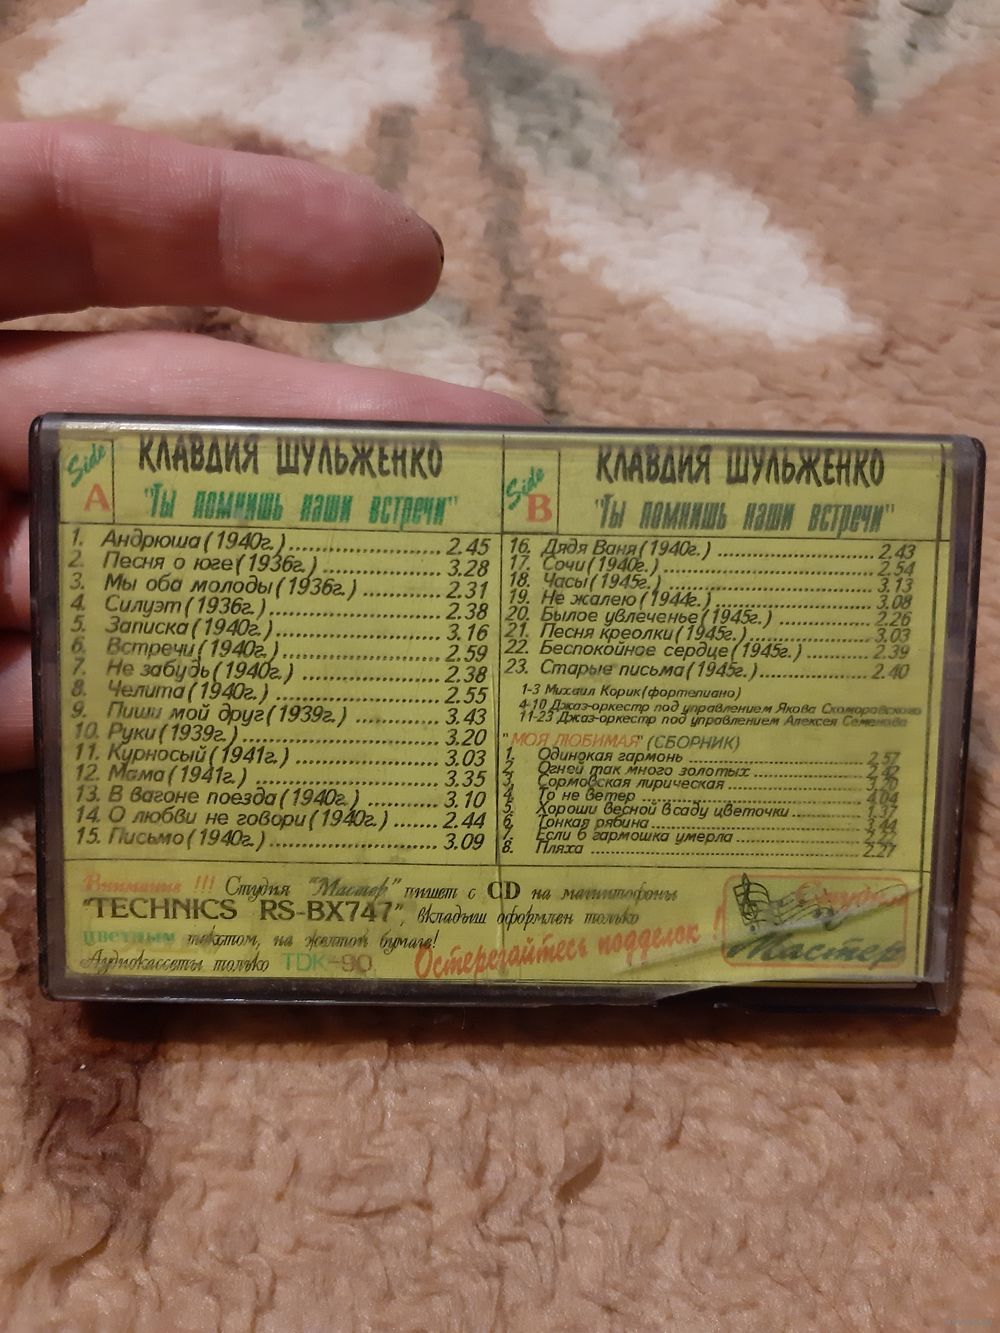 Side A
КЛАВДИЯ ШУЛЬЖЕНКО
"Ты помнишь наши встречи"
1. Андрюша (1940г.) 2.45
2. Песня о юге (1936г.) 3.28
3. Мы оба молоды (1936г.) 2.31
4. Силуэт (1936г.) 2.38
5. Записка (1940г.) 3.16
6. Встречи (1940г.) 2.59
7. Не забудь (1940г.) 2.38
8. Челита (1940г.) 2.55
9. Пиши мой друг (1939г.) 3.43
10. Руки (1939г.) 3.20
11. Курносый (1941г.) 3.03
12. Мама (1941г.) 3.35
13. В вагоне поезда (1940г.) 3.10
14. О любви не говори (1940г.) 2.44
15. Письмо (1940г.) 3.09
Side B
КЛАВДИЯ ШУЛЬЖЕНКО
"Ты помнишь наши встречи"
16. Дядя Ваня (1940г.) 2.43
17. Сочи (1940г.) 2.54
18. Часы (1945г.) 3.13
19. Не жалею (1944г.) 3.08
20. Былое увлеченье (1945г.) 2.26
21. Песня креолки (1945г.) 3.03
22. Беспокойное сердце (1945г.) 2.39
23. Старые письма (1945г.) 2.40
1-3 Михаил Корик (фортепиано)
4-10 Джаз-оркестр под управлением Якова Скоморовского
11-23 Джаз-оркестр под управлением Алексея Семенова
"МОЯ ЛЮБИМАЯ" (СБОРНИК)
1. Одинокая гармонь 2.57
2. Огней так много золотых 2.42
3. Сормовская лирическая
4. То не ветер 4.04
5. Хороши весной в саду цветочки 1.37
6. Тонкая рябина 3.44
7. Если б гармошка умерла
8. Пляха 2.27
Внимание !!! Студия "Мастер" пишет с CD на магнитофоны
"TECHNICS RS-BX747", вкладыш оформлен только
цветным текстом, на желтой бумаге!
Аудиокассеты только TDK-90
Остерегайтесь подделок !
Студия
Мастер